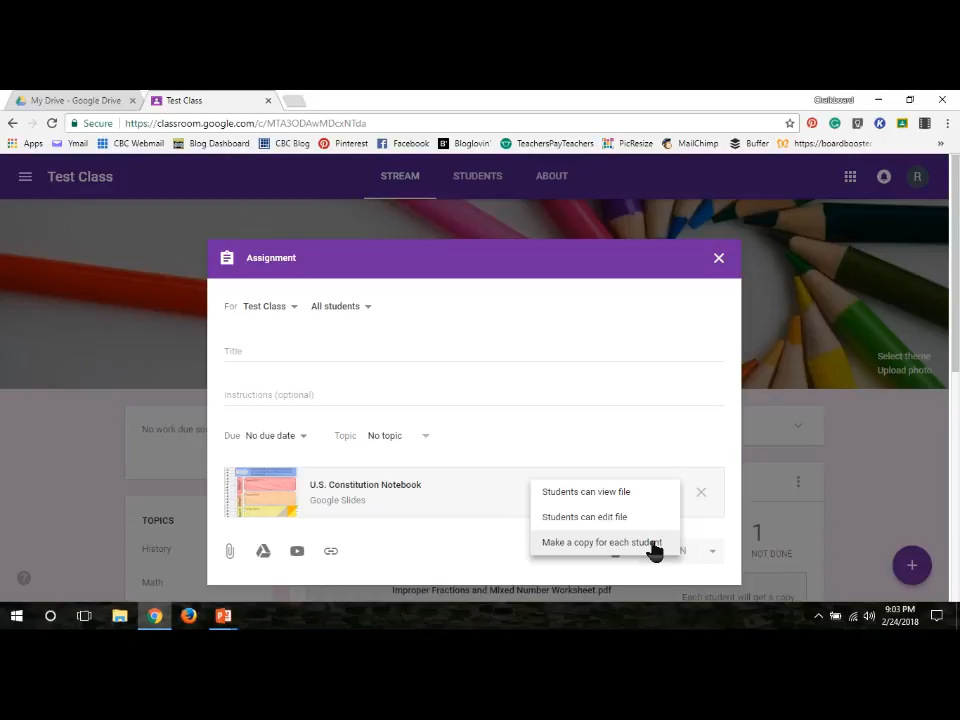 My Drive - Google Drive
Test Class
Chalkboard
Secure
https://classroom.google.com/c/MTA3ODAwMDcxNTda
Apps
Ymail
CBC Webmail
Blog Dashboard
CBC Blog
Pinterest
Facebook
Bloglovin'
TeachersPayTeachers
PicResize
MailChimp
Buffer
https://boardbooster
Test Class
STREAM
STUDENTS
ABOUT
R
Assignment
For Test Class All students
Title
Select theme
Upload photo
Instructions (optional)
No work due so
Due No due date Topic No topic
U.S. Constitution Notebook
Google Slides
Students can view file
Students can edit file
Make a copy for each student
N
TOPICS
History
Math
1
NOT DONE
Improper Fractions and Mixed Number Worksheet.pdf
Each student will get a copy
9:03 PM
2/24/2018